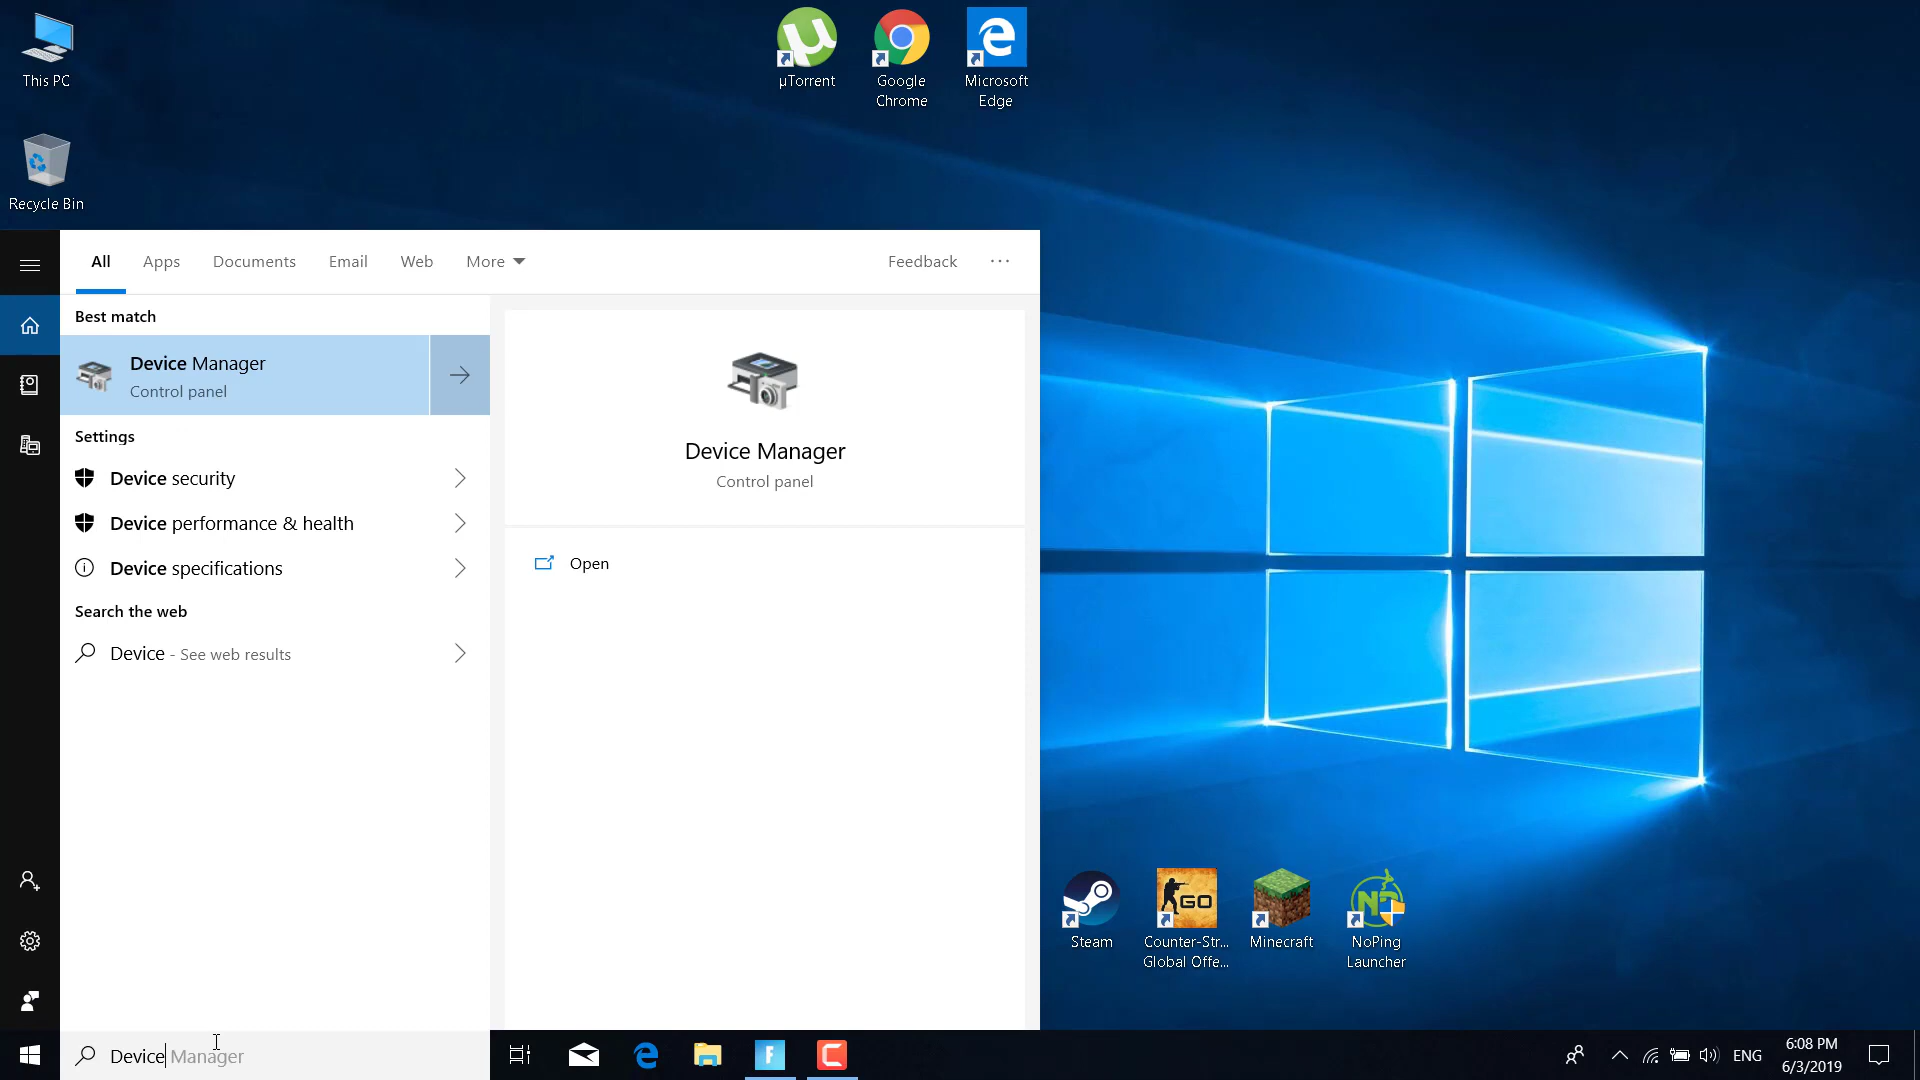 This PC
Recycle Bin
µTorrent
Google
Chrome
Microsoft
Edge
All
Apps
Documents
Email
Web
More
Feedback
Best match
Device Manager
Control panel
Settings
Device security
Device performance & health
Device specifications
Search the web
Device - See web results
Device Manager
Control panel
Open
Steam
GO
Counter-Str...
Global Offe...
Minecraft
NoPing
Launcher
Device Manager
ENG
6:08 PM
6/3/2019